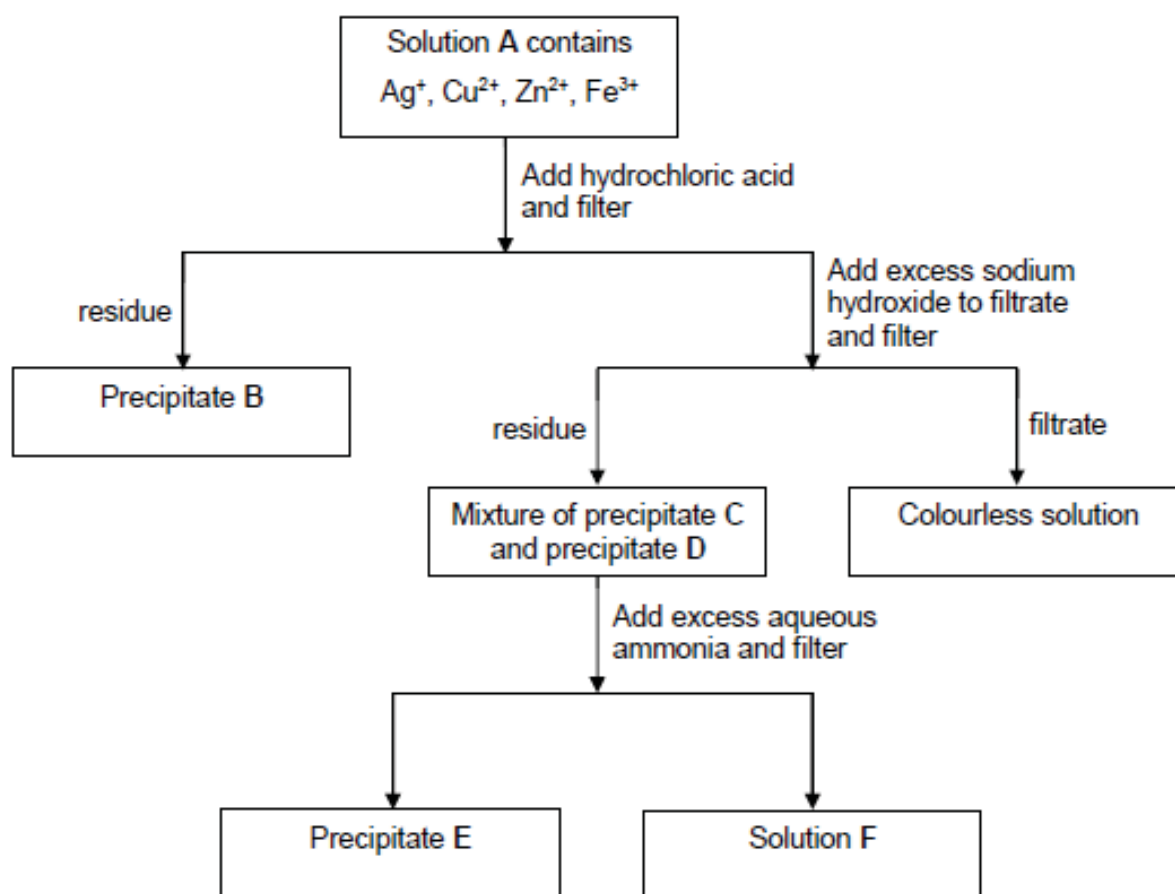 Solution A contains
Ag⁺, Cu²⁺, Zn²⁺, Fe³⁺
Add hydrochloric acid
and filter
residue
Add excess sodium
hydroxide to filtrate
and filter
Precipitate B
residue
filtrate
Mixture of precipitate C
and precipitate D
Colourless solution
Add excess aqueous
ammonia and filter
Precipitate E
Solution F